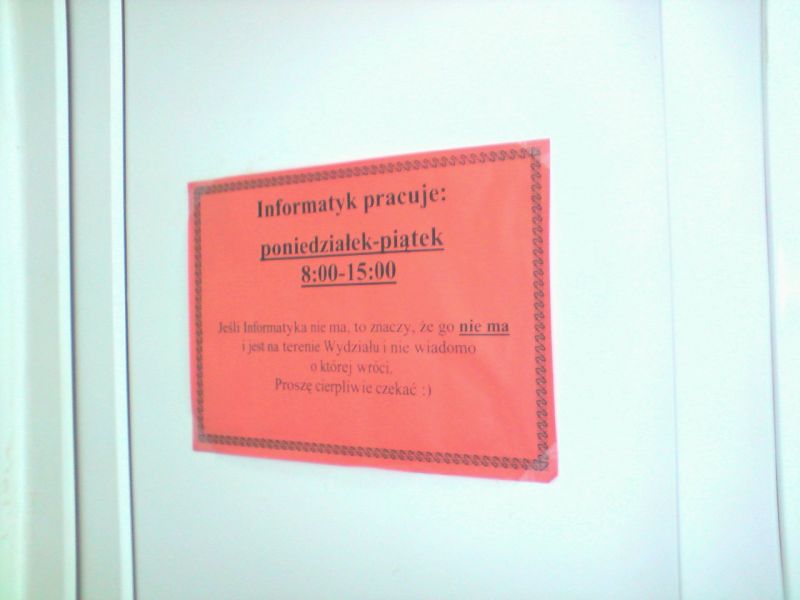 Informatyk pracuje:
poniedziałek-piątek
8:00-15:00
Jeśli Informatyka nie ma, to znaczy, że go nie ma
i jest na terenie Wydziału i nie wiadomo
o której wróci.
Proszę cierpliwie czekać :)